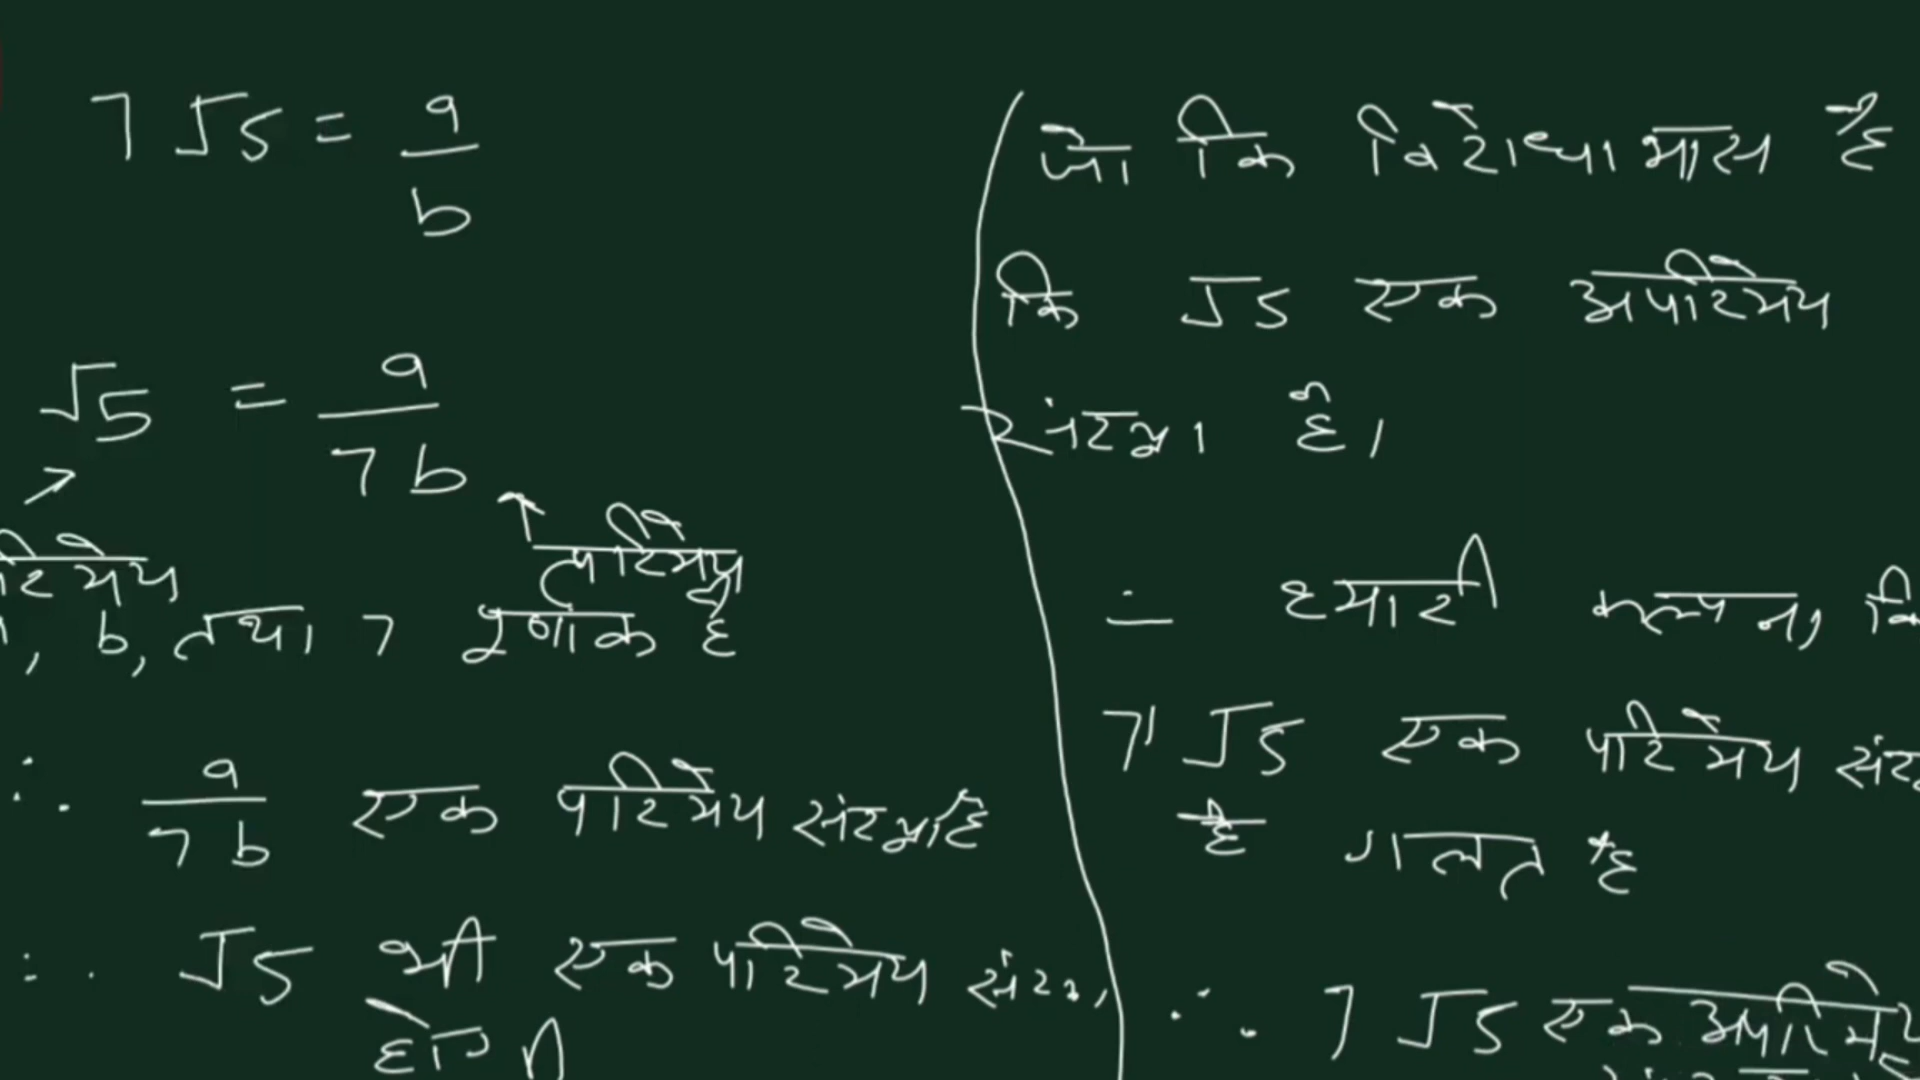 7√5 = a/b
√5 = a/7b
परिमेय है
b, तथा 7 पूर्णांक
∴ a/7b एक परिमेय संख्या है
∴ √5 भी एक परिमेय संख्या
होगी
जो कि विरोधाभास है
कि √5 एक अपरिमेय
संख्या है।
हमारी कल्पना कि
7√5 एक परिमेय
है गलत है
∴ 7√5 एक अपरिमेय